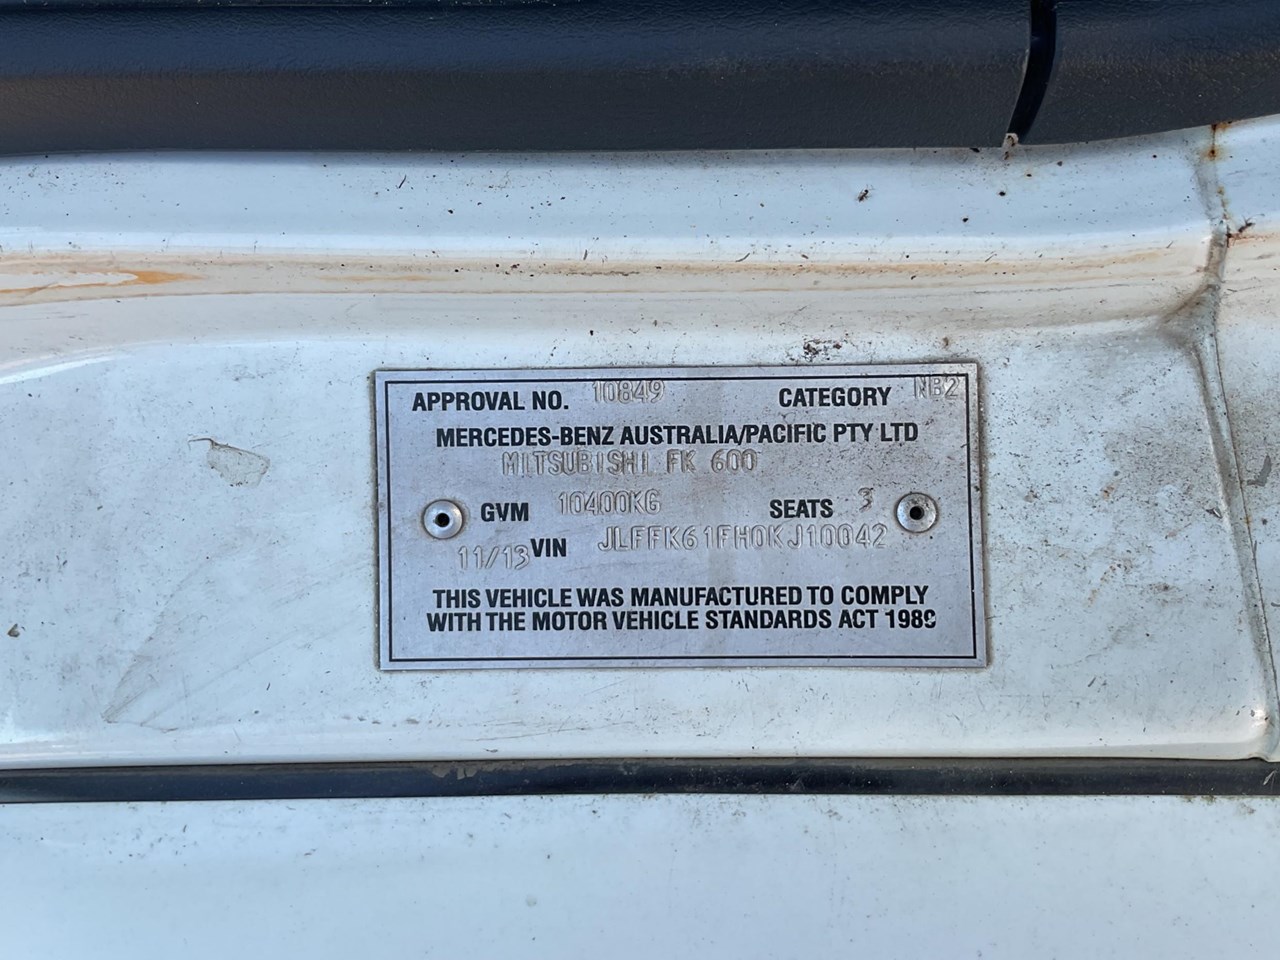 APPROVAL NO. 10849 CATEGORY NB2
MERCEDES-BENZ AUSTRALIA/PACIFIC PTY LTD
MITSUBISHI FK 600
GVM 10400KG SEATS 3
11/13 VIN JLFFK61FH0KJ10042
THIS VEHICLE WAS MANUFACTURED TO COMPLY
WITH THE MOTOR VEHICLE STANDARDS ACT 1989